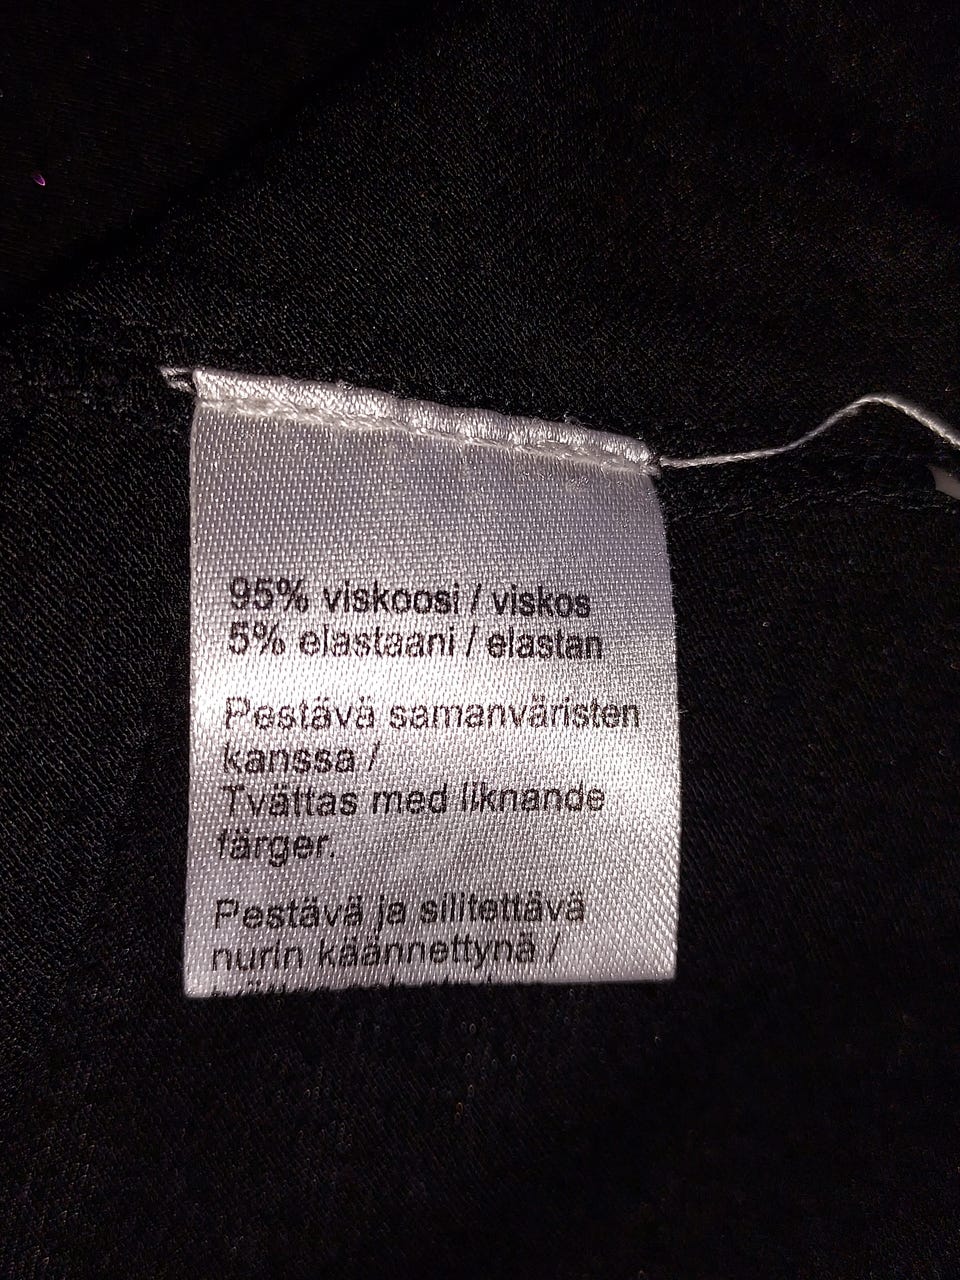 95% viskoosi / viskos
5% elastaani / elastan
Pestävä samanväristen
kanssa /
Tvättas med liknande
färger.
Pestävä ja silitettävä
nurin käännettynä /